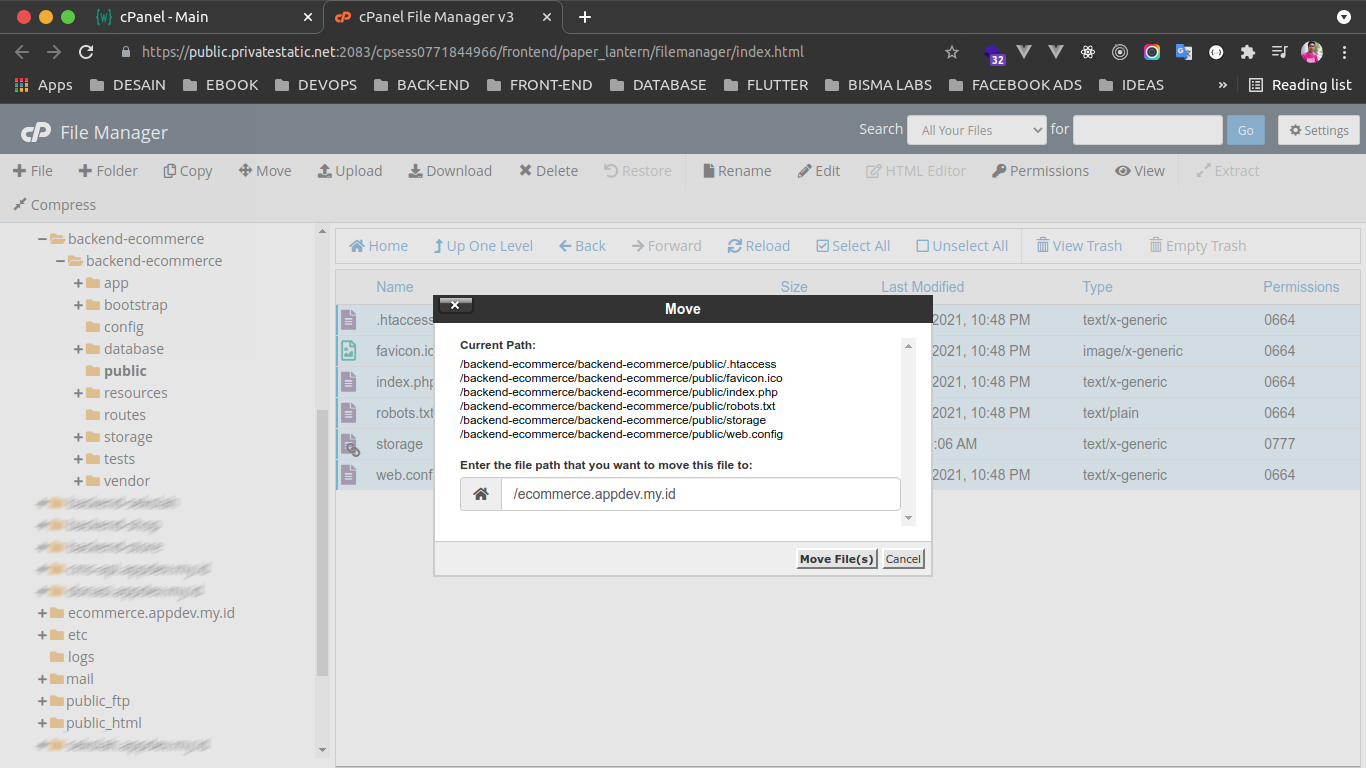 cPanel - Main
cPanel File Manager v3
https://public.privatestatic.net:2083/cpsess0771844966/frontend/paper_lantern/filemanager/index.html
32
Apps DESAIN EBOOK DEVOPS BACK-END FRONT-END DATABASE FLUTTER BISMA LABS FACEBOOK ADS IDEAS » Reading list
cP File Manager
Search All Your Files for Go Settings
File Folder Copy Move Upload Download Delete Restore Rename Edit HTML Editor Permissions View Extract
Compress
backend-ecommerce
backend-ecommerce
app
bootstrap
config
database
public
resources
routes
storage
tests
vendor
ecommerce.appdev.my.id
etc
logs
mail
public_ftp
public_html
Home Up One Level Back Forward Reload Select All Unselect All View Trash Empty Trash
Name Size Last Modified Type Permissions
.htaccess 2021, 10:48 PM text/x-generic 0664
favicon.ic 2021, 10:48 PM image/x-generic 0664
index.php 2021, 10:48 PM text/x-generic 0664
robots.txt 2021, 10:48 PM text/plain 0664
storage :06 AM text/x-generic 0777
web.conf 2021, 10:48 PM text/x-generic 0664
Move
Current Path:
/backend-ecommerce/backend-ecommerce/public/.htaccess
/backend-ecommerce/backend-ecommerce/public/favicon.ico
/backend-ecommerce/backend-ecommerce/public/index.php
/backend-ecommerce/backend-ecommerce/public/robots.txt
/backend-ecommerce/backend-ecommerce/public/storage
/backend-ecommerce/backend-ecommerce/public/web.config
Enter the file path that you want to move this file to:
/ecommerce.appdev.my.id
Move File(s) Cancel